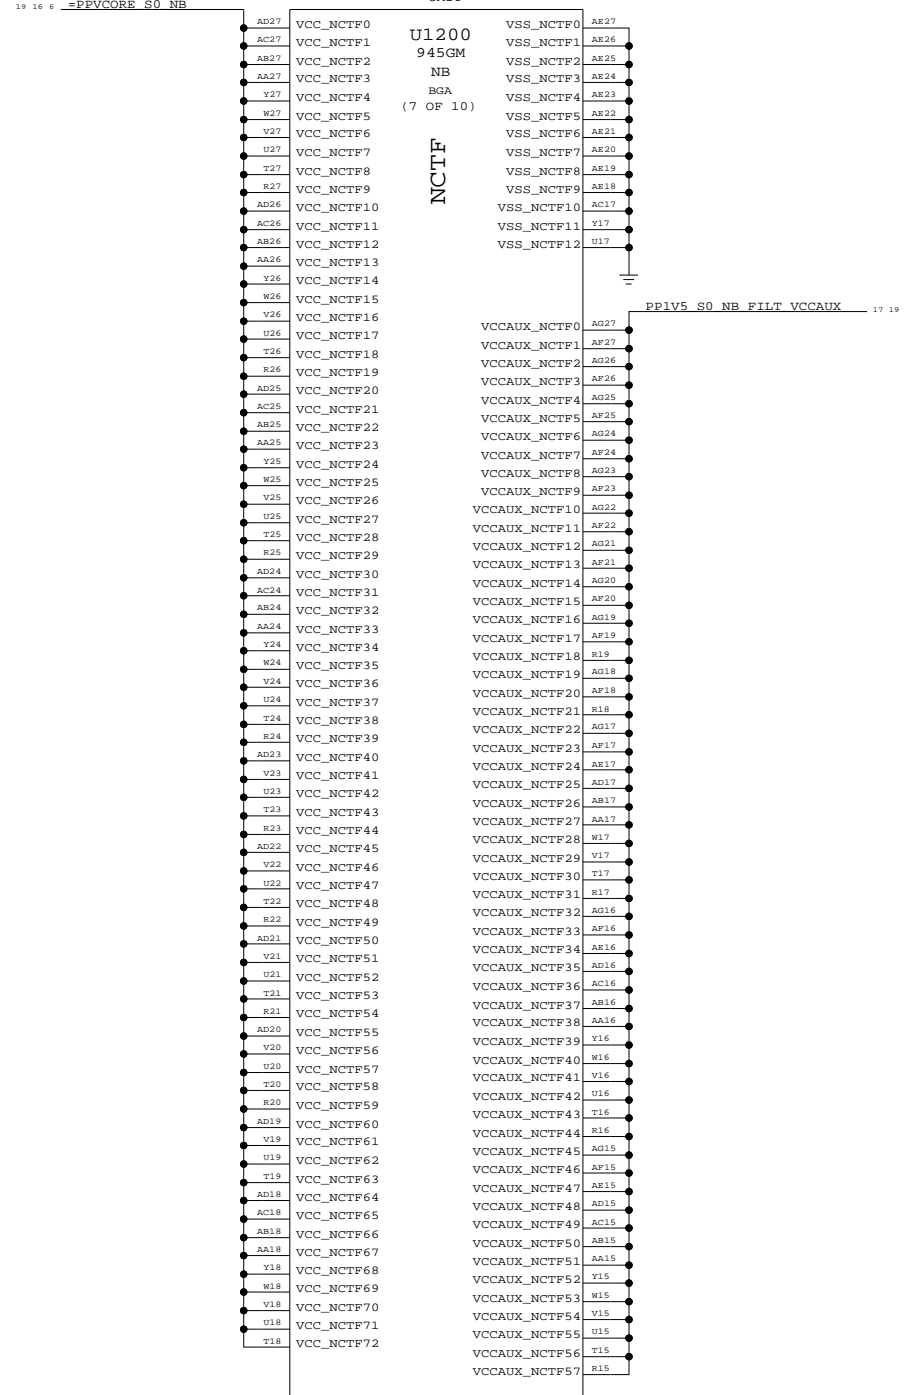 19 16 6 =PPVCORE_S0_NB
U1200
945GM
NB
BGA
(7 OF 10)
NCTF
AD27 VCC_NCTF0
AC27 VCC_NCTF1
AB27 VCC_NCTF2
AA27 VCC_NCTF3
Y27 VCC_NCTF4
W27 VCC_NCTF5
V27 VCC_NCTF6
U27 VCC_NCTF7
T27 VCC_NCTF8
R27 VCC_NCTF9
AD26 VCC_NCTF10
AC26 VCC_NCTF11
AB26 VCC_NCTF12
AA26 VCC_NCTF13
Y26 VCC_NCTF14
W26 VCC_NCTF15
V26 VCC_NCTF16
U26 VCC_NCTF17
T26 VCC_NCTF18
R26 VCC_NCTF19
AD25 VCC_NCTF20
AC25 VCC_NCTF21
AB25 VCC_NCTF22
AA25 VCC_NCTF23
Y25 VCC_NCTF24
W25 VCC_NCTF25
V25 VCC_NCTF26
U25 VCC_NCTF27
T25 VCC_NCTF28
R25 VCC_NCTF29
AD24 VCC_NCTF30
AC24 VCC_NCTF31
AB24 VCC_NCTF32
AA24 VCC_NCTF33
Y24 VCC_NCTF34
W24 VCC_NCTF35
V24 VCC_NCTF36
U24 VCC_NCTF37
T24 VCC_NCTF38
R24 VCC_NCTF39
AD23 VCC_NCTF40
V23 VCC_NCTF41
U23 VCC_NCTF42
T23 VCC_NCTF43
R23 VCC_NCTF44
AD22 VCC_NCTF45
V22 VCC_NCTF46
U22 VCC_NCTF47
T22 VCC_NCTF48
R22 VCC_NCTF49
AD21 VCC_NCTF50
V21 VCC_NCTF51
U21 VCC_NCTF52
T21 VCC_NCTF53
R21 VCC_NCTF54
AD20 VCC_NCTF55
V20 VCC_NCTF56
U20 VCC_NCTF57
T20 VCC_NCTF58
R20 VCC_NCTF59
AD19 VCC_NCTF60
V19 VCC_NCTF61
U19 VCC_NCTF62
T19 VCC_NCTF63
AD18 VCC_NCTF64
AC18 VCC_NCTF65
AB18 VCC_NCTF66
AA18 VCC_NCTF67
Y18 VCC_NCTF68
W18 VCC_NCTF69
V18 VCC_NCTF70
U18 VCC_NCTF71
T18 VCC_NCTF72
VSS_NCTF0 AE27
VSS_NCTF1 AE26
VSS_NCTF2 AE25
VSS_NCTF3 AE24
VSS_NCTF4 AE23
VSS_NCTF5 AE22
VSS_NCTF6 AE21
VSS_NCTF7 AE20
VSS_NCTF8 AE19
VSS_NCTF9 AE18
VSS_NCTF10 AC17
VSS_NCTF11 Y17
VSS_NCTF12 U17
PP1V5_S0_NB_FILT_VCCAUX 17 19
VCCAUX_NCTF0 AG27
VCCAUX_NCTF1 AF27
VCCAUX_NCTF2 AG26
VCCAUX_NCTF3 AF26
VCCAUX_NCTF4 AG25
VCCAUX_NCTF5 AF25
VCCAUX_NCTF6 AG24
VCCAUX_NCTF7 AF24
VCCAUX_NCTF8 AG23
VCCAUX_NCTF9 AF23
VCCAUX_NCTF10 AG22
VCCAUX_NCTF11 AF22
VCCAUX_NCTF12 AG21
VCCAUX_NCTF13 AF21
VCCAUX_NCTF14 AG20
VCCAUX_NCTF15 AF20
VCCAUX_NCTF16 AG19
VCCAUX_NCTF17 AF19
VCCAUX_NCTF18 R19
VCCAUX_NCTF19 AG18
VCCAUX_NCTF20 AF18
VCCAUX_NCTF21 R18
VCCAUX_NCTF22 AG17
VCCAUX_NCTF23 AF17
VCCAUX_NCTF24 AE17
VCCAUX_NCTF25 AD17
VCCAUX_NCTF26 AB17
VCCAUX_NCTF27 AA17
VCCAUX_NCTF28 W17
VCCAUX_NCTF29 V17
VCCAUX_NCTF30 T17
VCCAUX_NCTF31 R17
VCCAUX_NCTF32 AG16
VCCAUX_NCTF33 AF16
VCCAUX_NCTF34 AE16
VCCAUX_NCTF35 AD16
VCCAUX_NCTF36 AC16
VCCAUX_NCTF37 AB16
VCCAUX_NCTF38 AA16
VCCAUX_NCTF39 Y16
VCCAUX_NCTF40 W16
VCCAUX_NCTF41 V16
VCCAUX_NCTF42 U16
VCCAUX_NCTF43 T16
VCCAUX_NCTF44 R16
VCCAUX_NCTF45 AG15
VCCAUX_NCTF46 AF15
VCCAUX_NCTF47 AE15
VCCAUX_NCTF48 AD15
VCCAUX_NCTF49 AC15
VCCAUX_NCTF50 AB15
VCCAUX_NCTF51 AA15
VCCAUX_NCTF52 Y15
VCCAUX_NCTF53 W15
VCCAUX_NCTF54 V15
VCCAUX_NCTF55 U15
VCCAUX_NCTF56 T15
VCCAUX_NCTF57 R15